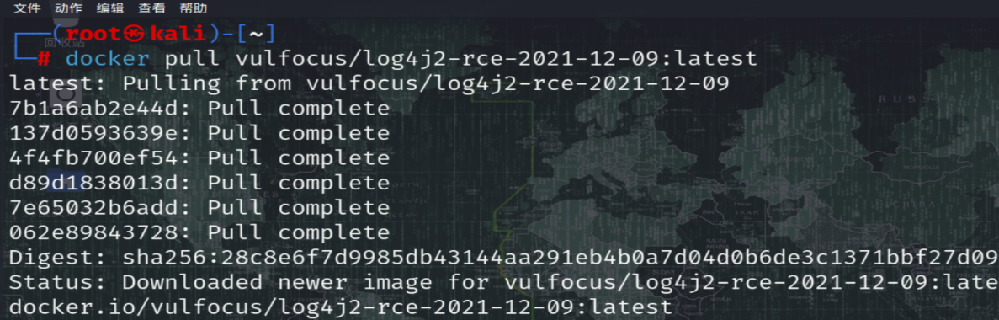 文件 动作 编辑 查看 帮助
┌──(root㉿kali)-[~]
└─# docker pull vulfocus/log4j2-rce-2021-12-09:latest
latest: Pulling from vulfocus/log4j2-rce-2021-12-09
7b1a6ab2e44d: Pull complete
137d0593639e: Pull complete
4f4fb700ef54: Pull complete
d89d1838013d: Pull complete
7e65032b6add: Pull complete
062e89843728: Pull complete
Digest: sha256:28c8e6f7d9985db43144aa291eb4b0a7d04d0b6de3c1371bbf27d09
Status: Downloaded newer image for vulfocus/log4j2-rce-2021-12-09:late
docker.io/vulfocus/log4j2-rce-2021-12-09:latest
回收站